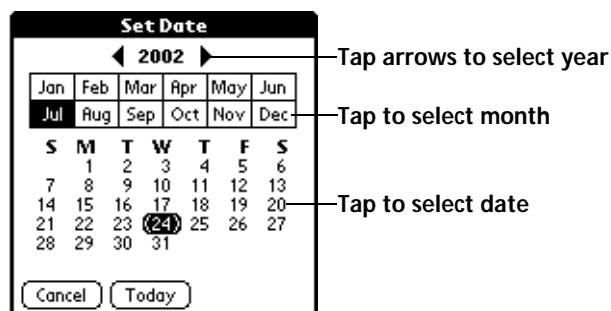 Set Date
2002 Tap arrows to select year
Jan Feb Mar Apr May Jun
Jul Aug Sep Oct Nov Dec Tap to select month
S M T W T F S
1 2 3 4 5 6
7 8 9 10 11 12 13
14 15 16 17 18 19 20 Tap to select date
21 22 23 24 25 26 27
28 29 30 31
Cancel Today